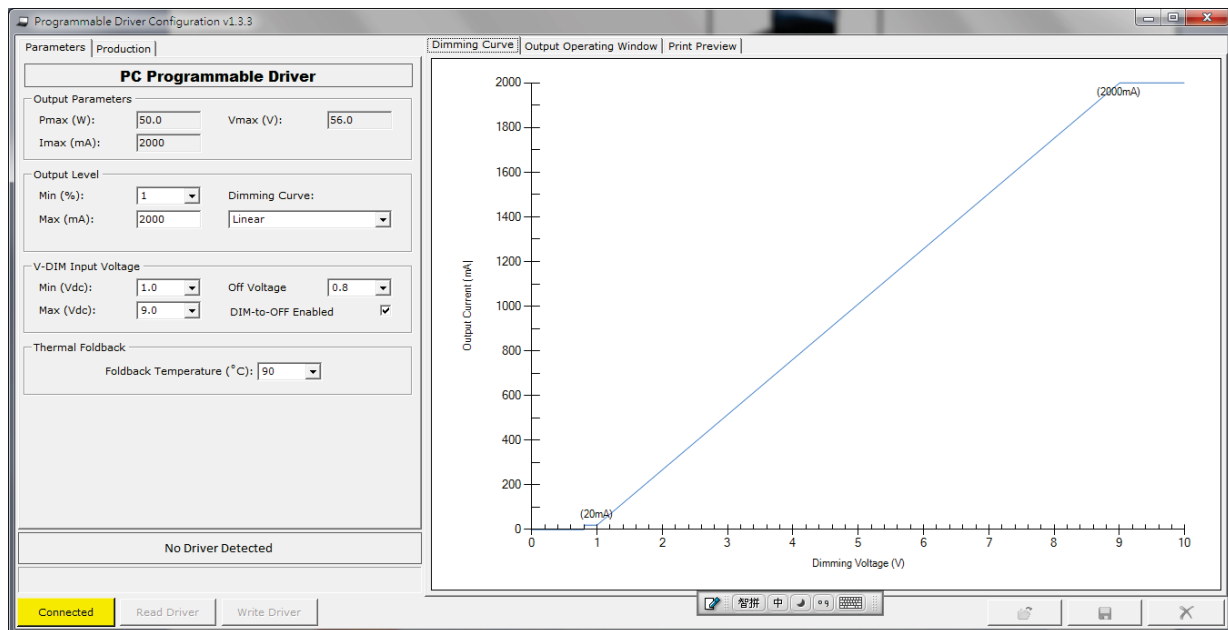 Programmable Driver Configuration v1.3.3
Parameters Production
PC Programmable Driver
Output Parameters
Pmax (W): 50.0 Vmax (V): 56.0
Imax (mA): 2000
Output Level
Min (%): 1 Dimming Curve:
Max (mA): 2000 Linear
V-DIM Input Voltage
Min (Vdc): 1.0 Off Voltage 0.8
Max (Vdc): 9.0 DIM-to-OFF Enabled
Thermal Foldback
Foldback Temperature (°C): 90
No Driver Detected
Connected Read Driver Write Driver
Dimming Curve Output Operating Window Print Preview
2000
(2000mA)
1800
1600
1400
1200
1000
800
600
400
200
0
Output Current (mA)
(20mA)
0 1 2 3 4 5 6 7 8 9 10
Dimming Voltage (V)
智拼 中